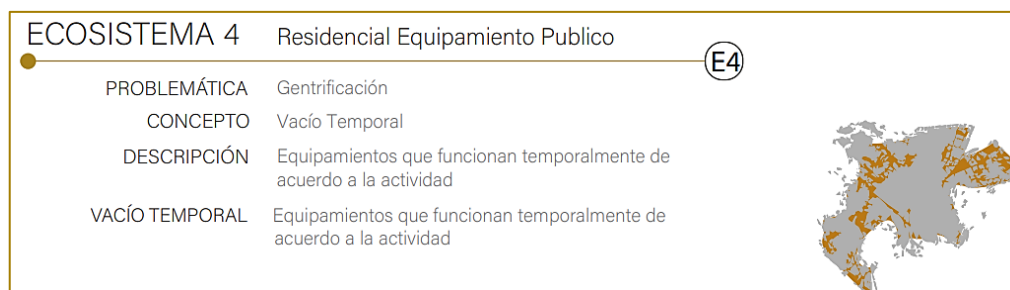 ECOSISTEMA 4 Residencial Equipamiento Publico
E4
PROBLEMÁTICA Gentrificación
CONCEPTO Vacío Temporal
DESCRIPCIÓN Equipamientos que funcionan temporalmente de
acuerdo a la actividad
VACÍO TEMPORAL Equipamientos que funcionan temporalmente de
acuerdo a la actividad